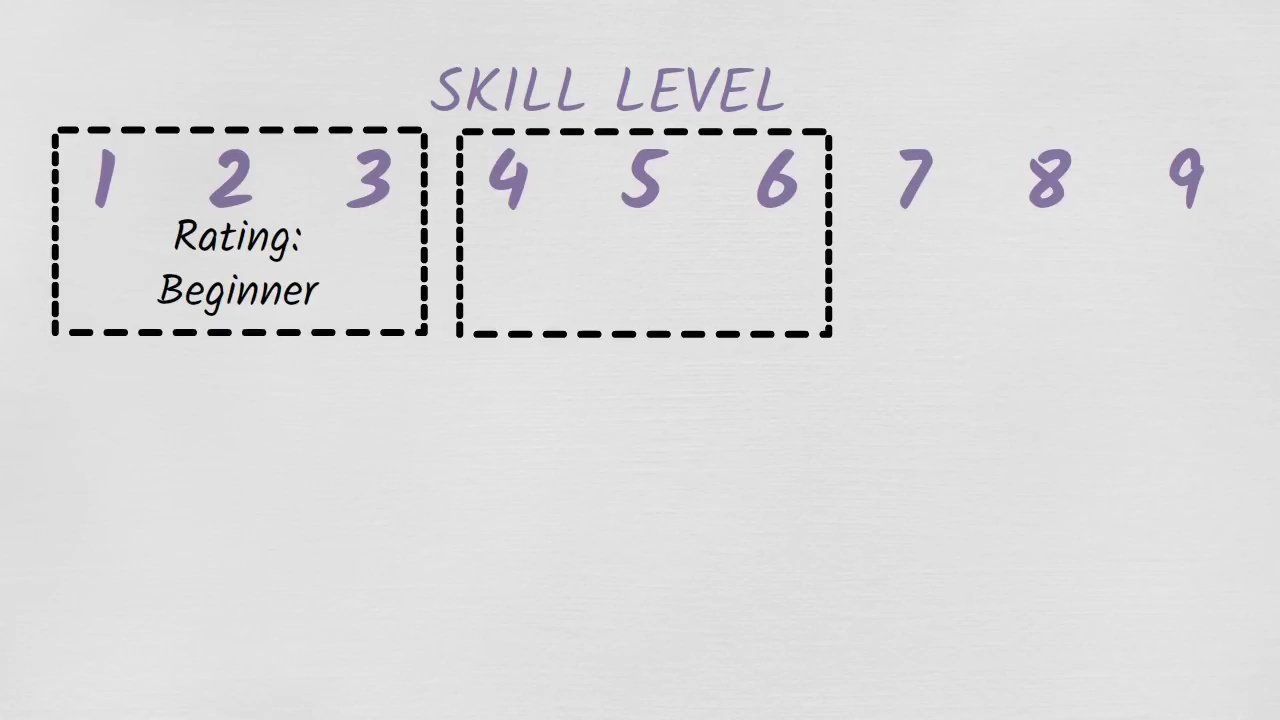 SKILL LEVEL
1 2 3 4 5 6 7 8 9
Rating:
Beginner